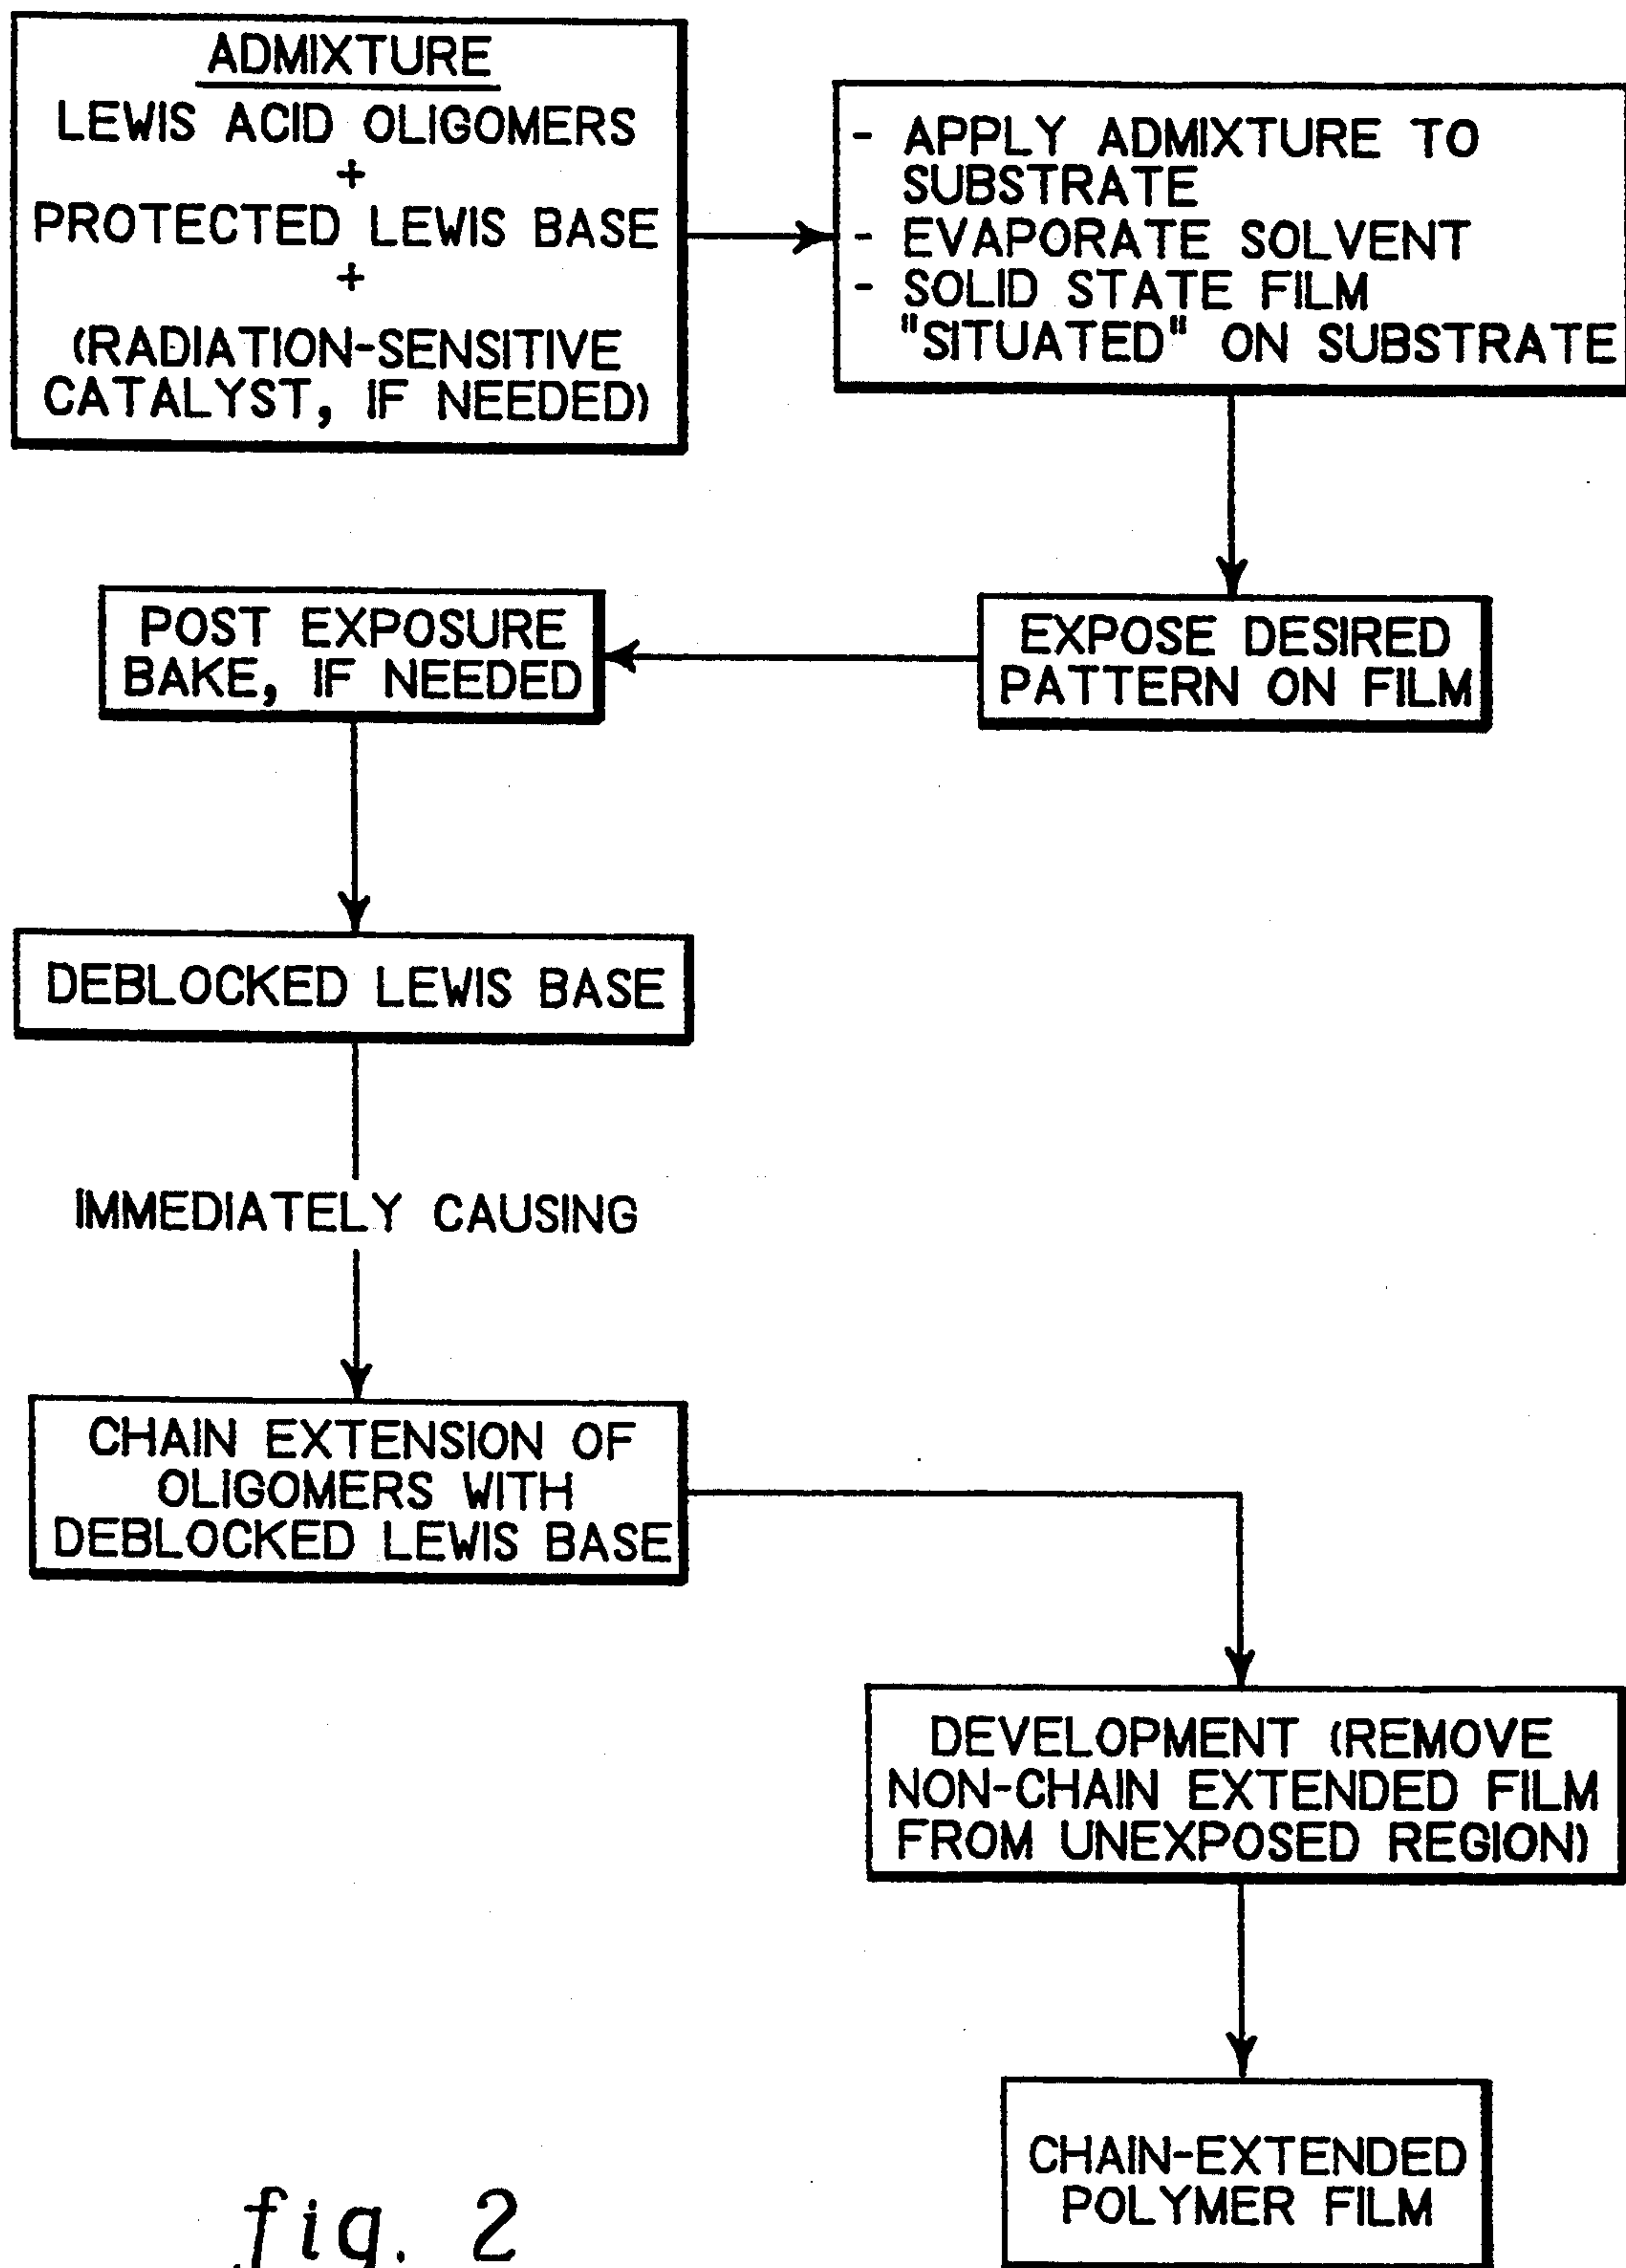 ADMIXTURE
LEWIS ACID OLIGOMERS
+
PROTECTED LEWIS BASE
+
(RADIATION-SENSITIVE
CATALYST, IF NEEDED)
- APPLY ADMIXTURE TO
SUBSTRATE
- EVAPORATE SOLVENT
- SOLID STATE FILM
"SITUATED" ON SUBSTRATE
EXPOSE DESIRED
PATTERN ON FILM
POST EXPOSURE
BAKE, IF NEEDED
DEBLOCKED LEWIS BASE
IMMEDIATELY CAUSING
CHAIN EXTENSION OF
OLIGOMERS WITH
DEBLOCKED LEWIS BASE
DEVELOPMENT (REMOVE
NON-CHAIN EXTENDED FILM
FROM UNEXPOSED REGION)
CHAIN-EXTENDED
POLYMER FILM
fig. 2